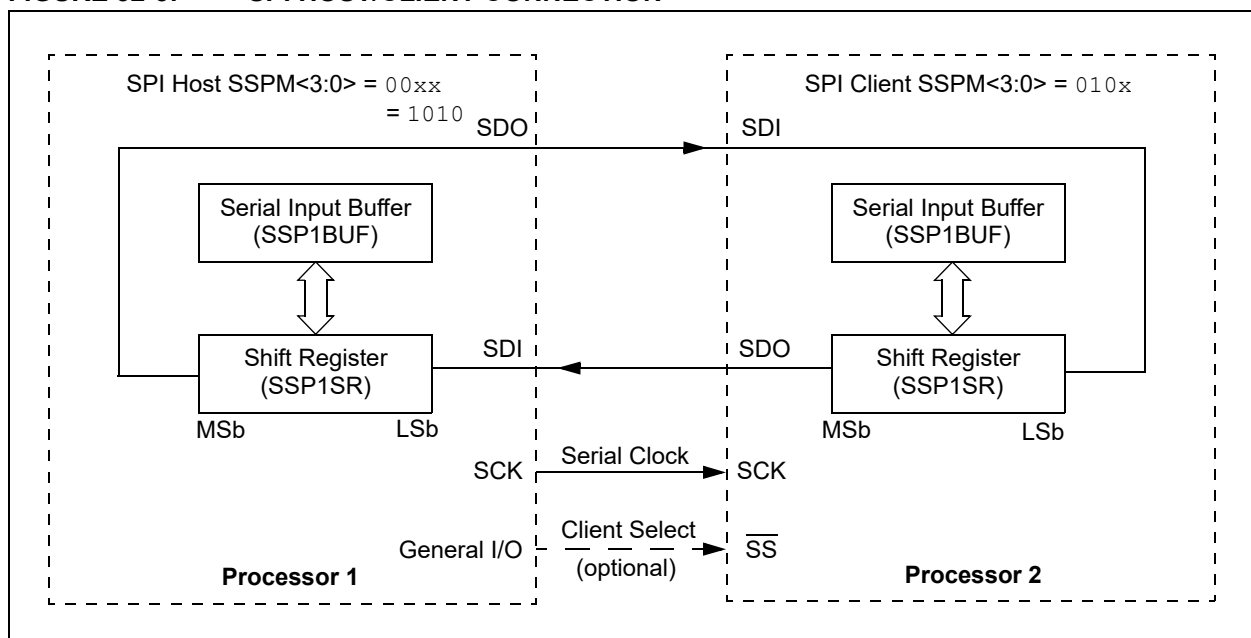 SPI Host SSPM<3:0> = 00xx
= 1010
SPI Client SSPM<3:0> = 010x
SDO
SDI
Serial Input Buffer
(SSP1BUF)
Serial Input Buffer
(SSP1BUF)
Shift Register
(SSP1SR)
SDI
SDO
Shift Register
(SSP1SR)
MSb
LSb
MSb
LSb
SCK
Serial Clock
SCK
General I/O
Client Select
(optional)
SS
Processor 1
Processor 2